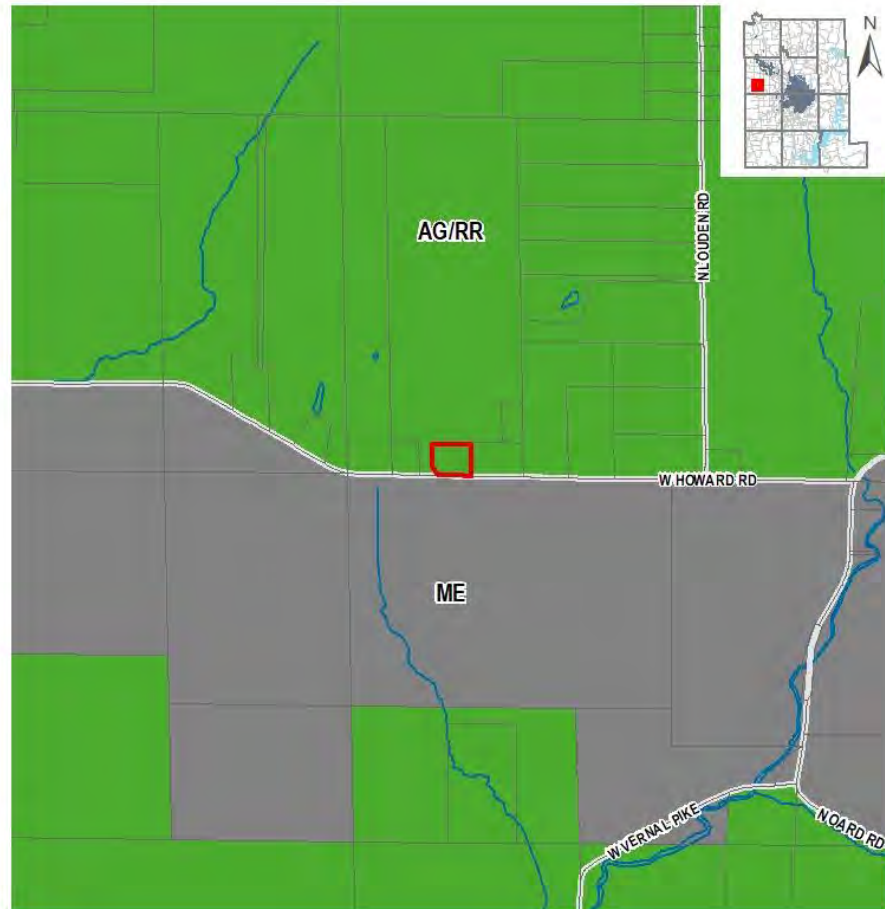 N
AG/RR
N LOUDEN RD
W HOWARD RD
ME
W VERNAL PIKE
N OARD RD